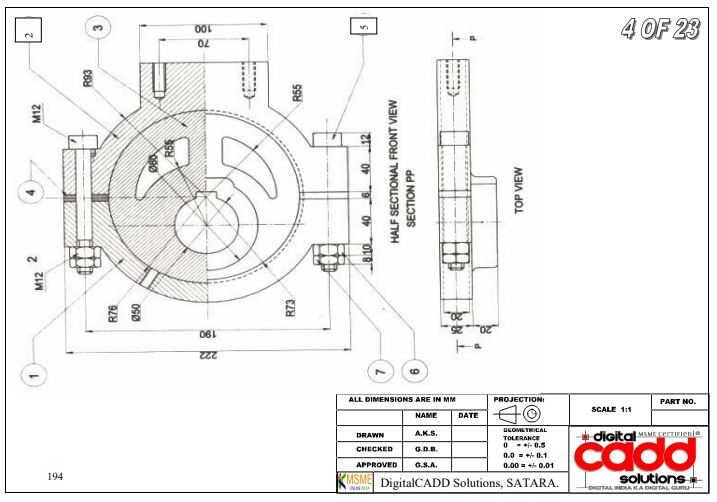 2
3
5
4 OF 23
100
70
P
R93
R55
M12
Ø80
R55
12
40
6
40
10
8
HALF SECTIONAL FRONT VIEW
SECTION PP
TOP VIEW
4
2
M12
R76
Ø50
R73
190
222
20
25
20
P
1
7
6
ALL DIMENSIONS ARE IN MM
PROJECTION:
SCALE 1:1
PART NO.
NAME
DATE
DRAWN
A.K.S.
CHECKED
G.D.B.
APPROVED
G.S.A.
GEOMETRICAL
TOLERANCE
0 = +/- 0.5
0.0 = +/- 0.1
0.00 = +/- 0.01
digital
MSME certified
cadd
solutions
DIGITAL INDIA KA DIGITAL GURU
194
MSME
DigitalCADD Solutions, SATARA.